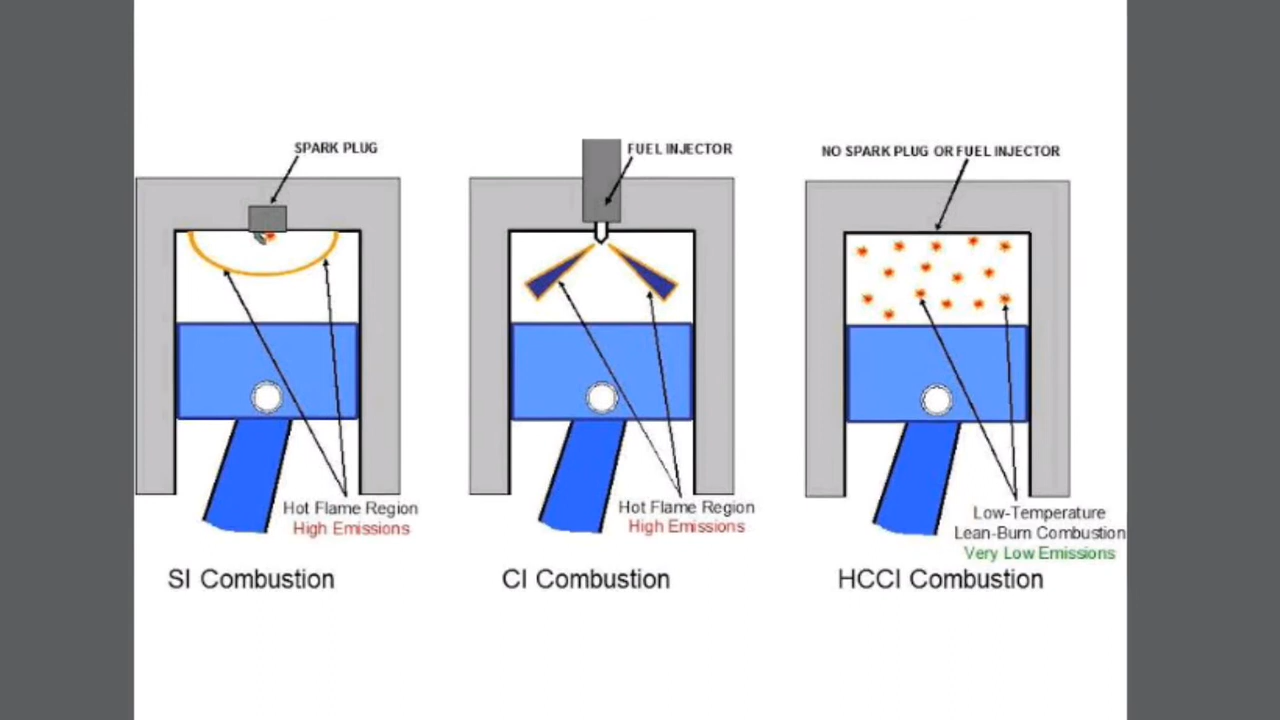 SPARK PLUG
Hot Flame Region
High Emissions
SI Combustion
FUEL INJECTOR
Hot Flame Region
High Emissions
CI Combustion
NO SPARK PLUG OR FUEL INJECTOR
Low-Temperature
Lean-Burn Combustion
Very Low Emissions
HCCI Combustion